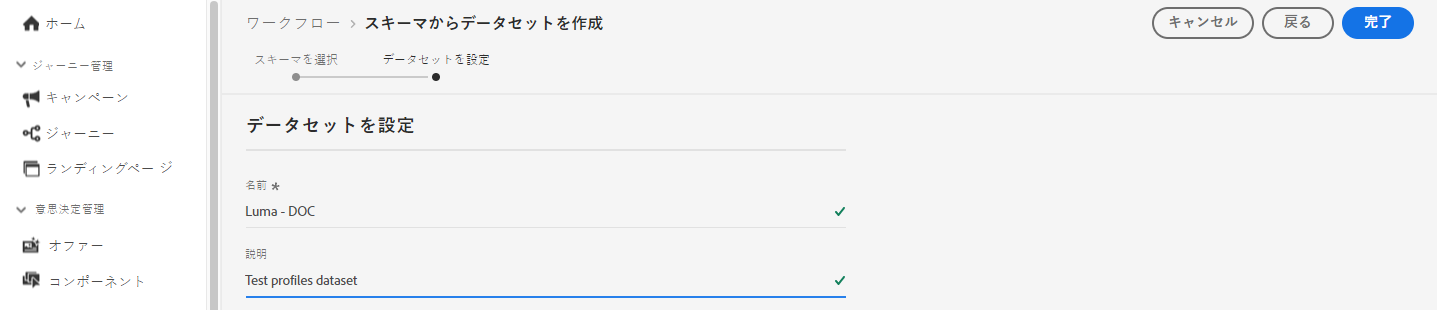 ホーム
ジャーニー管理
キャンペーン
ジャーニー
ランディングページ
意思決定管理
オファー
コンポーネント
ワークフロー > スキーマからデータセットを作成
キャンセル
戻る
完了
スキーマを選択
データセットを設定
データセットを設定
名前 *
Luma - DOC
説明
Test profiles dataset